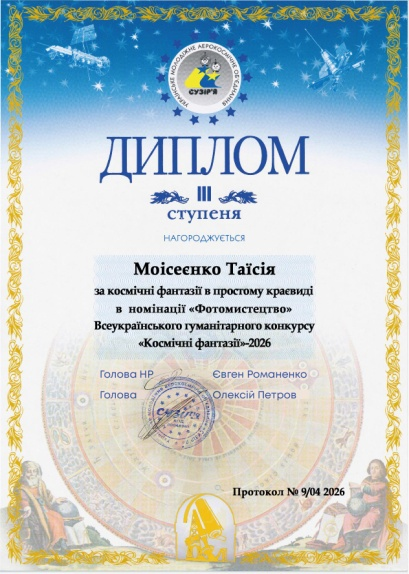 УКРАЇНСЬКЕ МОЛОДІЖНЕ АЕРОКОСМІЧНЕ ОБ'ЄДНАННЯ
СУЗІР'Я
ДИПЛОМ
III
ступеня
НАГОРОДЖУЄТЬСЯ
Моісеєнко Таїсія
за космічні фантазії в простому краєвиді
в номінації «Фотомистецтво»
Всеукраїнського гуманітарного конкурсу
«Космічні фантазії»-2026
Голова НР Євген Романенко
Голова Олексій Петров
СУЗІР'Я
Протокол № 9/04 2026